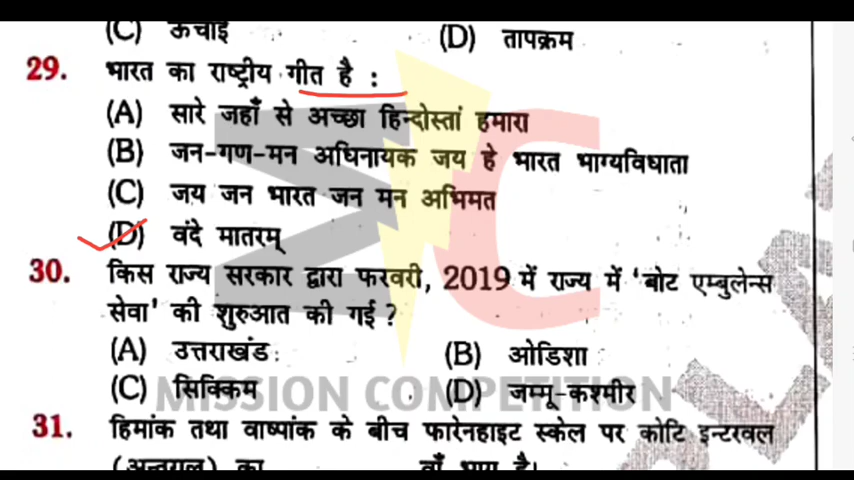 (C) ऊँचाई (D) तापक्रम
29. भारत का राष्ट्रीय गीत है :
(A) सारे जहाँ से अच्छा हिन्दोस्तां हमारा
(B) जन-गण-मन अधिनायक जय हे भारत भाग्यविधाता
(C) जय जन भारत जन मन अभिमत
(D) वंदे मातरम्
30. किस राज्य सरकार द्वारा फरवरी, 2019 में राज्य में 'बोट एम्बुलेन्स
सेवा' की शुरुआत की गई ?
(A) उत्तराखंड (B) ओडिशा
(C) सिक्किम (D) जम्मू-कश्मीर
MISSION COMPETITION
31. हिमांक तथा वाष्पांक के बीच फारेनहाइट स्केल पर कोटि इन्टरवल
(अन्तराल) का वाँ भाग है।